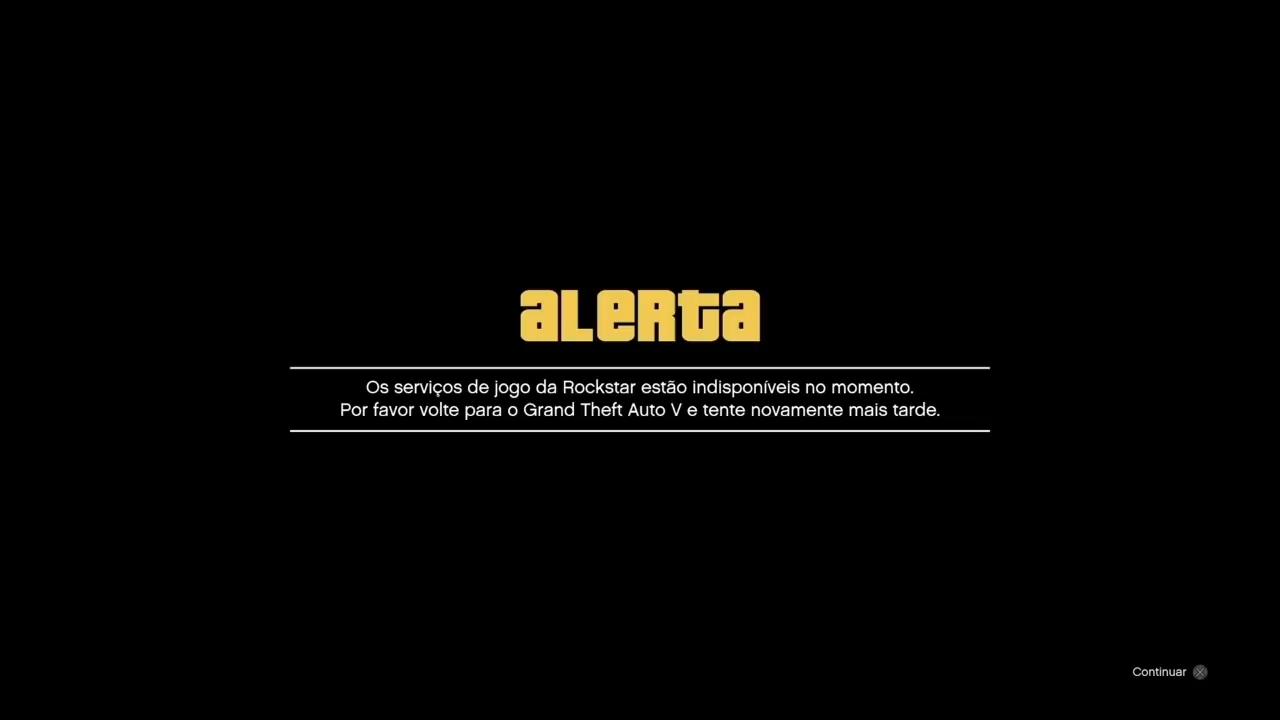 alerta
Os serviços de jogo da Rockstar estão indisponíveis no momento.
Por favor volte para o Grand Theft Auto V e tente novamente mais tarde.
Continuar